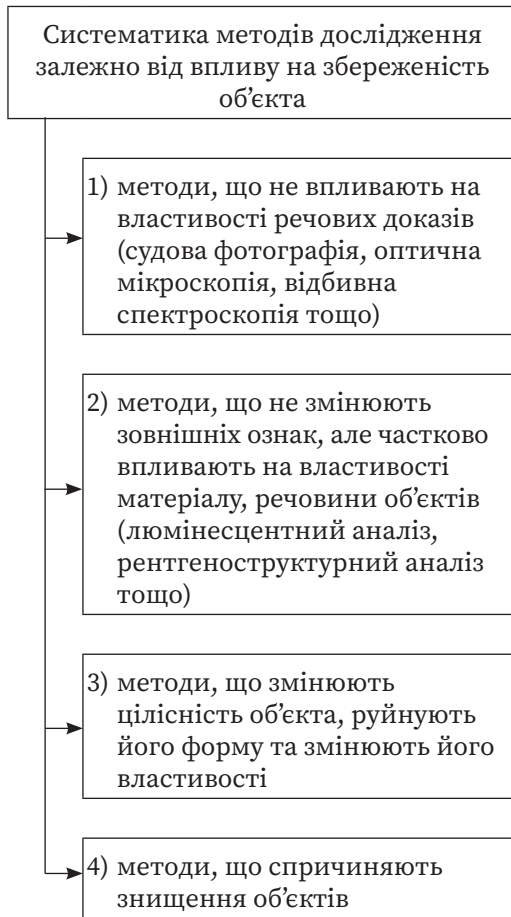 Систематика методів дослідження
залежно від впливу на збереженість
об’єкта
1) методи, що не впливають на
властивості речових доказів
(судова фотографія, оптична
мікроскопія, відбивна
спектроскопія тощо)
2) методи, що не змінюють
зовнішніх ознак, але частково
впливають на властивості
матеріалу, речовини об’єктів
(люмінесцентний аналіз,
рентгеноструктурний аналіз
тощо)
3) методи, що змінюють
цілісність об’єкта, руйнують
його форму та змінюють його
властивості
4) методи, що спричиняють
знищення об’єктів